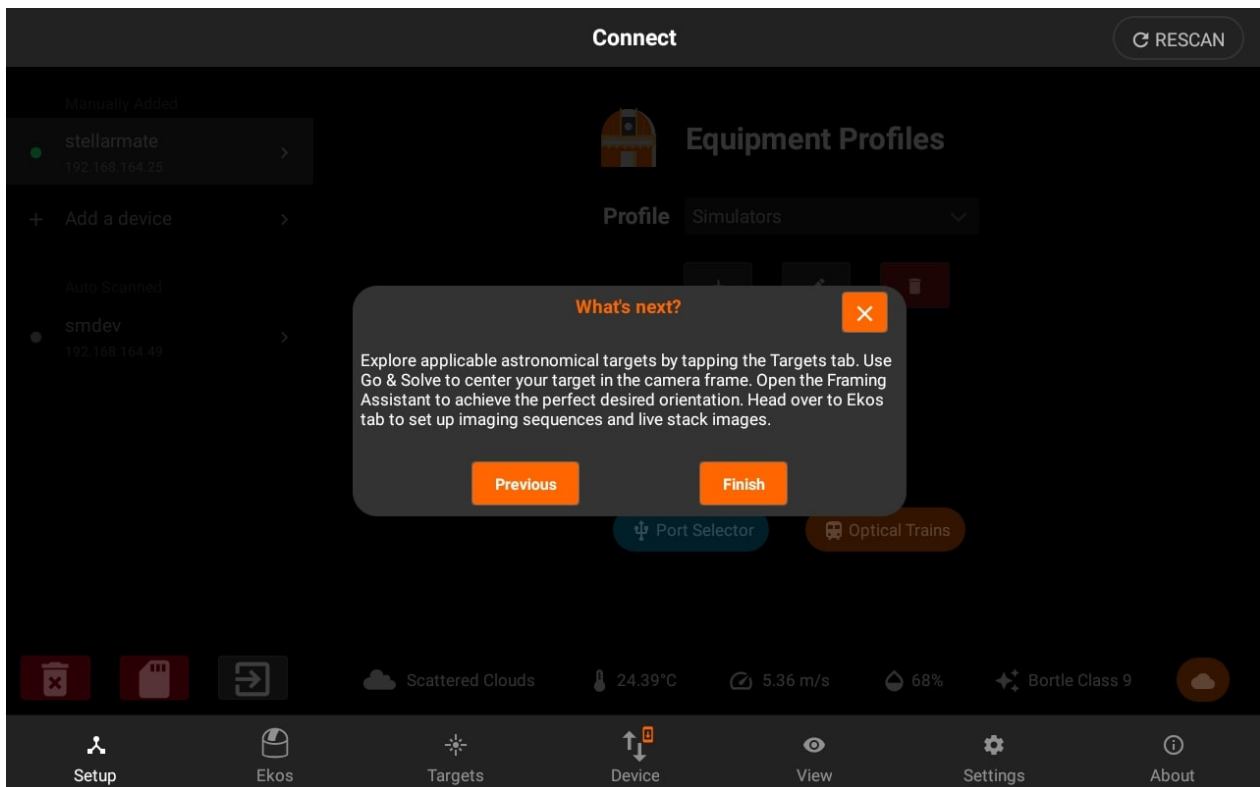 Connect
RESCAN
Manually Added
stellarmate
192.168.164.25
Add a device
Auto Scanned
smdev
192.168.164.49
Equipment Profiles
Profile Simulators
What's next?
Explore applicable astronomical targets by tapping the Targets tab. Use
Go & Solve to center your target in the camera frame. Open the Framing
Assistant to achieve the perfect desired orientation. Head over to Ekos
tab to set up imaging sequences and live stack images.
Previous Finish
Port Selector Optical Trains
Scattered Clouds 24.39°C 5.36 m/s 68% Bortle Class 9
Setup Ekos Targets Device View Settings About